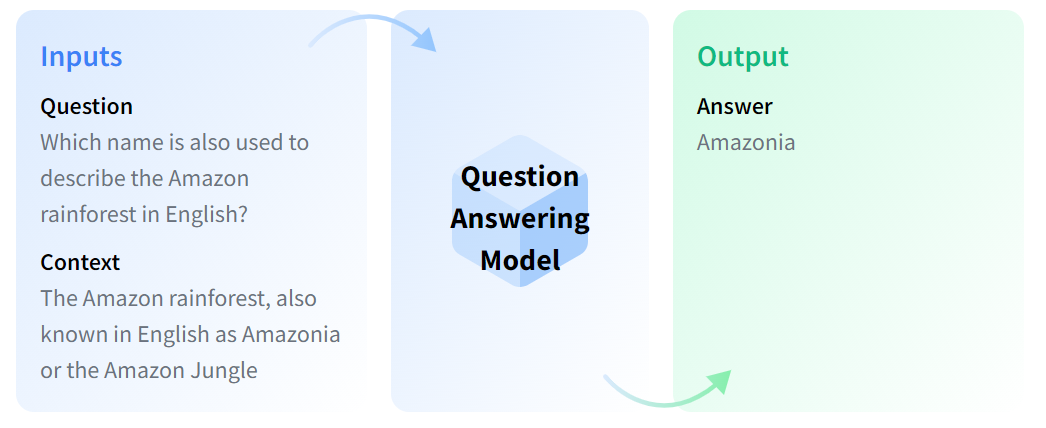 Inputs
Question
Which name is also used to
describe the Amazon
rainforest in English?
Context
The Amazon rainforest, also
known in English as Amazonia
or the Amazon Jungle
Question
Answering
Model
Output
Answer
Amazonia